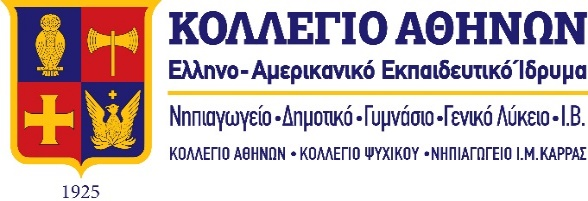 ΚΟΛΛΕΓΙΟ ΑΘΗΝΩΝ
Ελληνο-Αμερικανικό Εκπαιδευτικό Ίδρυμα
Νηπιαγωγείο•Δημοτικό•Γυμνάσιο•Γενικό Λύκειο•Ι.Β.
ΚΟΛΛΕΓΙΟ ΑΘΗΝΩΝ • ΚΟΛΛΕΓΙΟ ΨΥΧΙΚΟΥ • ΝΗΠΙΑΓΩΓΕΙΟ Ι.Μ. ΚΑΡΡΑΣ
1925